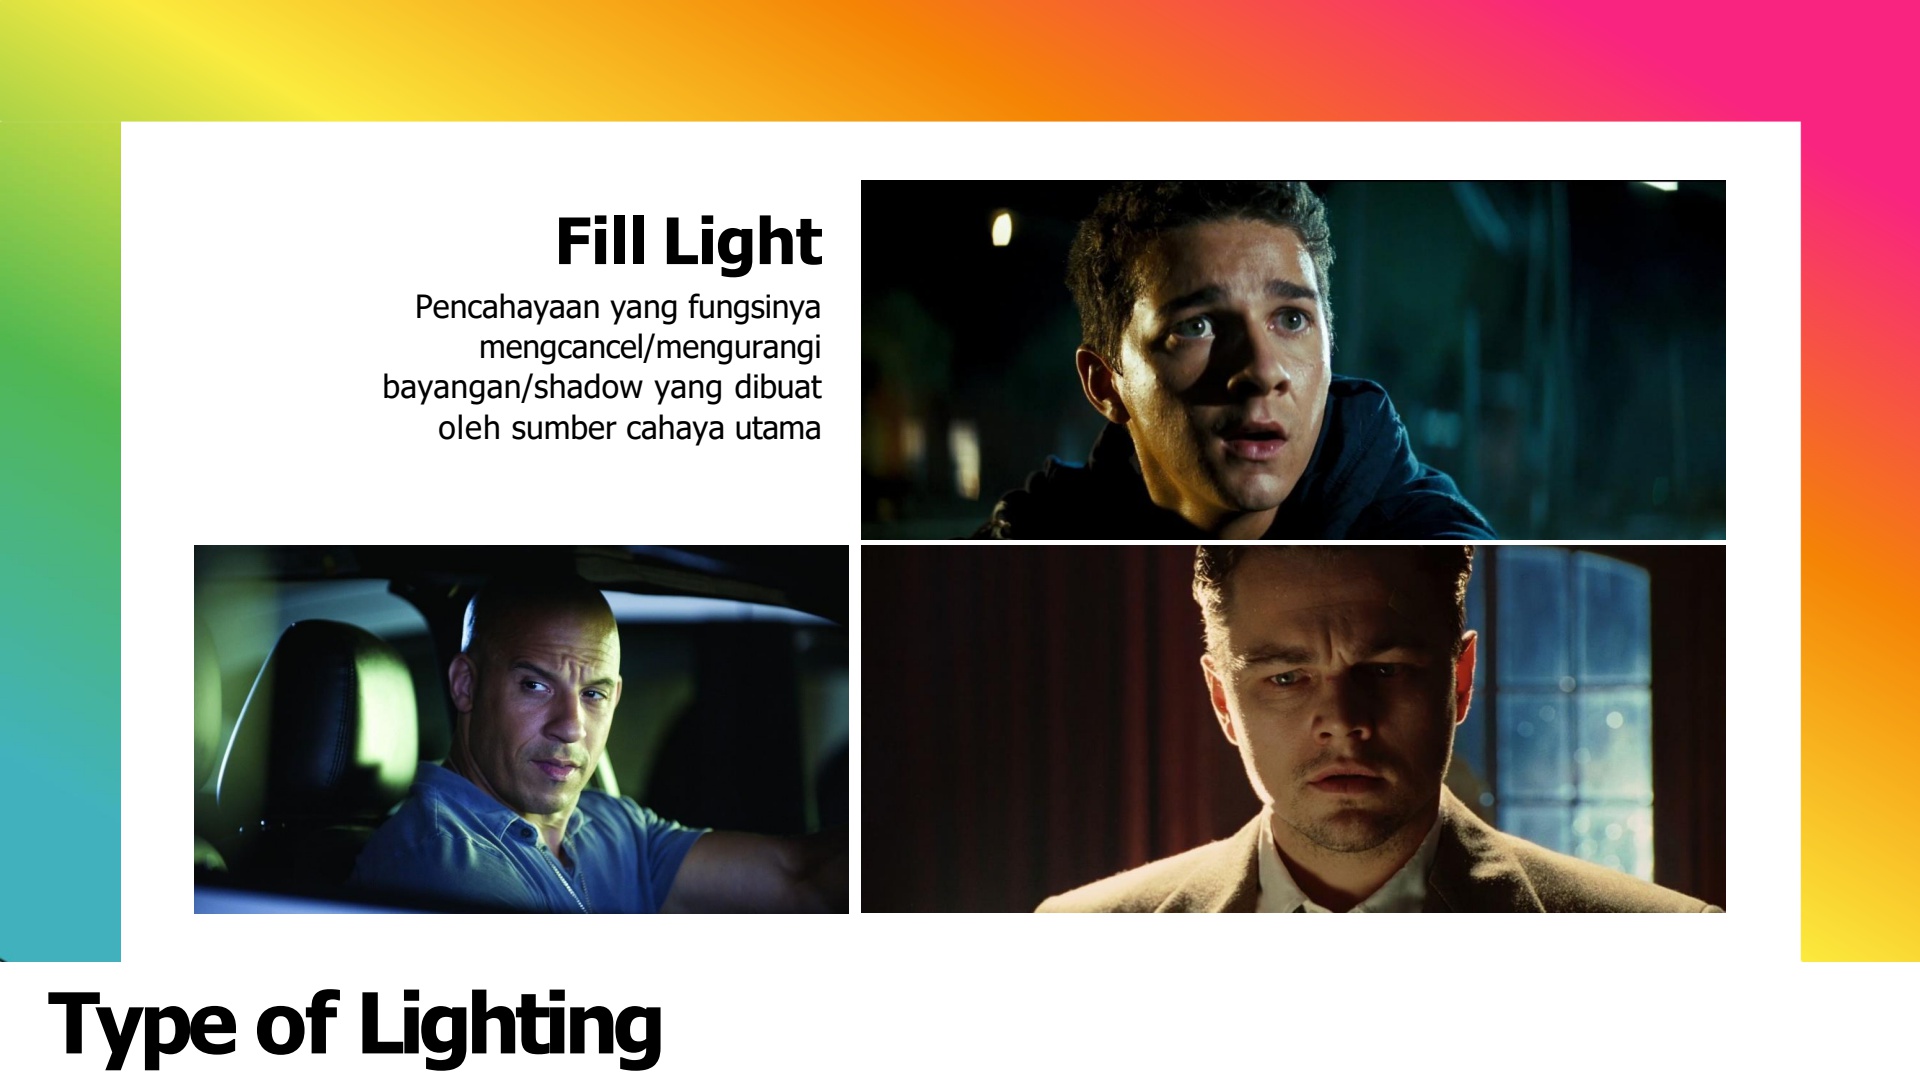 Fill Light
Pencahayaan yang fungsinya
mengcancel/mengurangi
bayangan/shadow yang dibuat
oleh sumber cahaya utama
Type of Lighting